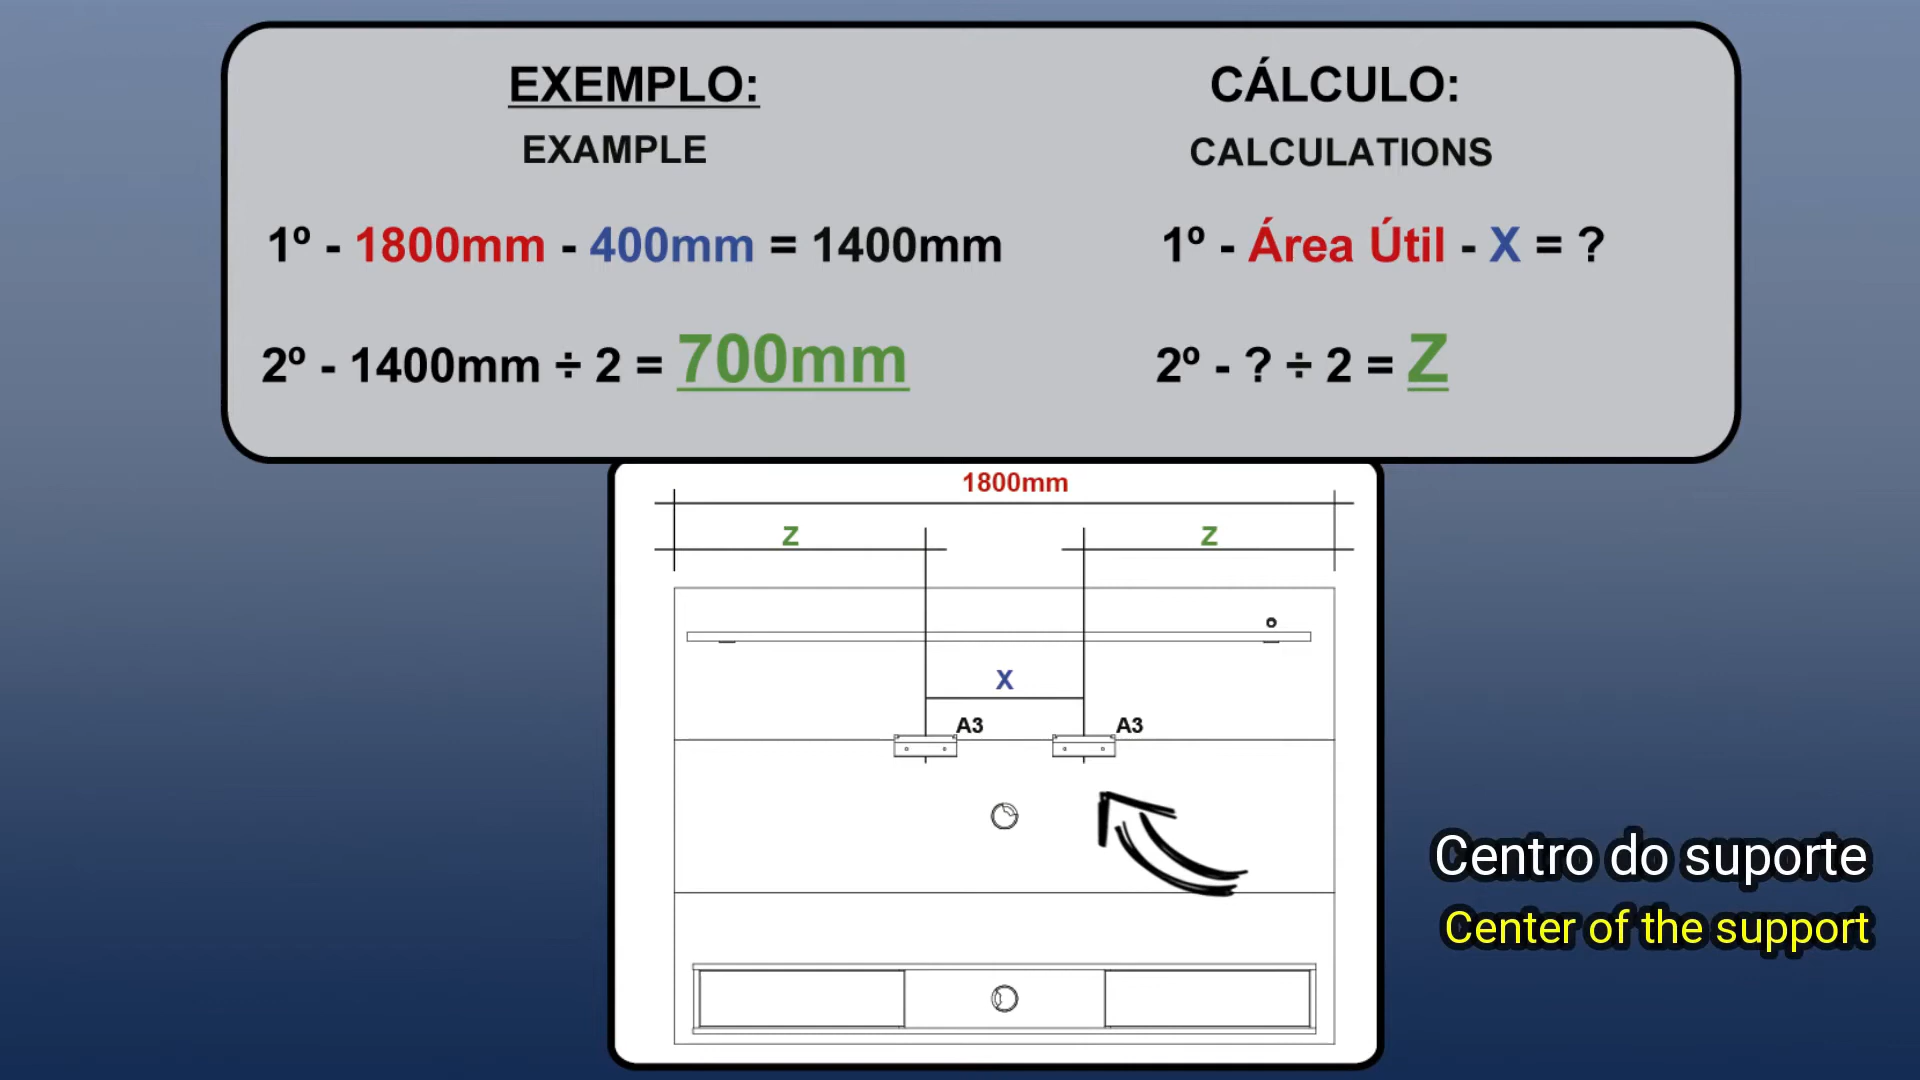 EXEMPLO:
EXAMPLE
1º - 1800mm - 400mm = 1400mm
2º - 1400mm ÷ 2 = 700mm
CÁLCULO:
CALCULATIONS
1º - Área Útil - X = ?
2º - ? ÷ 2 = Z
1800mm
Z
Z
X
A3
A3
Centro do suporte
Center of the support